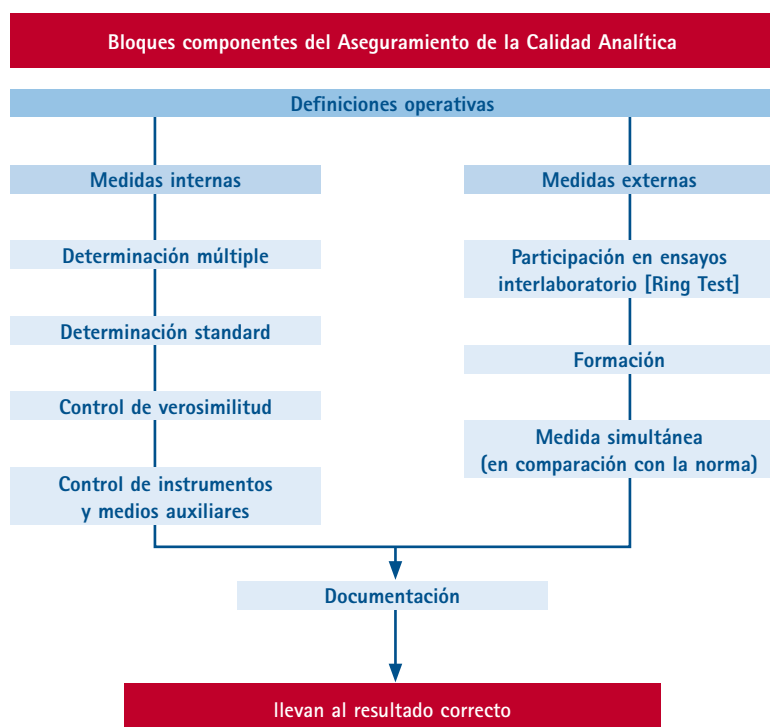 Bloques componentes del Aseguramiento de la Calidad Analítica
Definiciones operativas
Medidas internas
Determinación múltiple
Determinación standard
Control de verosimilitud
Control de instrumentos
y medios auxiliares
Medidas externas
Participación en ensayos
interlaboratorio [Ring Test]
Formación
Medida simultánea
(en comparación con la norma)
Documentación
llevan al resultado correcto